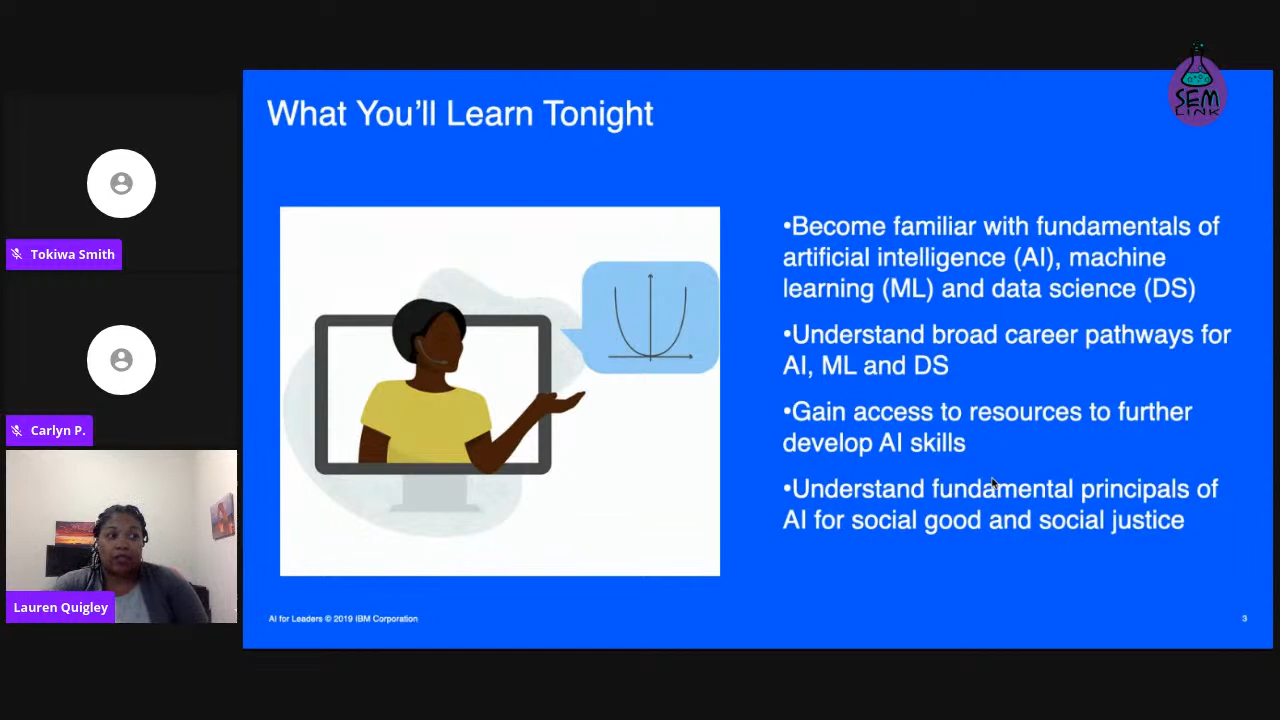 SEM
LINK
What You'll Learn Tonight
Tokiwa Smith
Carlyn P.
Lauren Quigley
•Become familiar with fundamentals of
artificial intelligence (AI), machine
learning (ML) and data science (DS)
•Understand broad career pathways for
AI, ML and DS
•Gain access to resources to further
develop AI skills
•Understand fundamental principals of
AI for social good and social justice
AI for Leaders © 2019 IBM Corporation
3